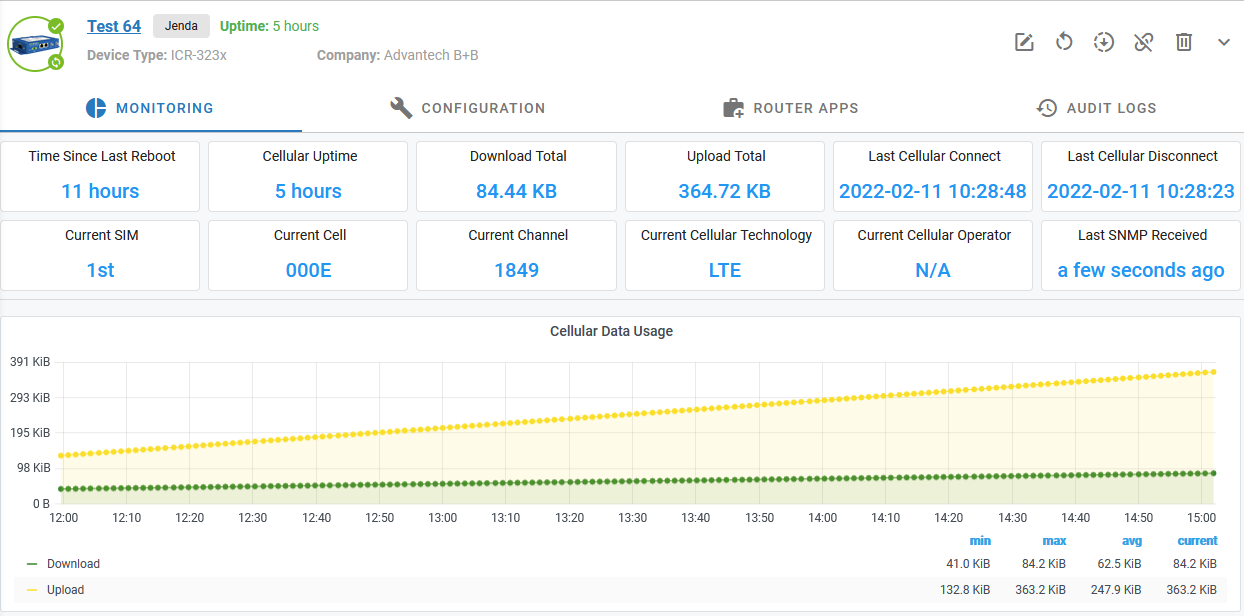 Test 64 Jenda Uptime: 5 hours
Device Type: ICR-323x Company: Advantech B+B
MONITORING CONFIGURATION ROUTER APPS AUDIT LOGS
Time Since Last Reboot Cellular Uptime Download Total Upload Total Last Cellular Connect Last Cellular Disconnect
11 hours 5 hours 84.44 KB 364.72 KB 2022-02-11 10:28:48 2022-02-11 10:28:23
Current SIM Current Cell Current Channel Current Cellular Technology Current Cellular Operator Last SNMP Received
1st 000E 1849 LTE N/A a few seconds ago
Cellular Data Usage
391 KiB
293 KiB
195 KiB
98 KiB
0 B
12:00 12:10 12:20 12:30 12:40 12:50 13:00 13:10 13:20 13:30 13:40 13:50 14:00 14:10 14:20 14:30 14:40 14:50 15:00
min max avg current
Download 41.0 KiB 84.2 KiB 62.5 KiB 84.2 KiB
Upload 132.8 KiB 363.2 KiB 247.9 KiB 363.2 KiB